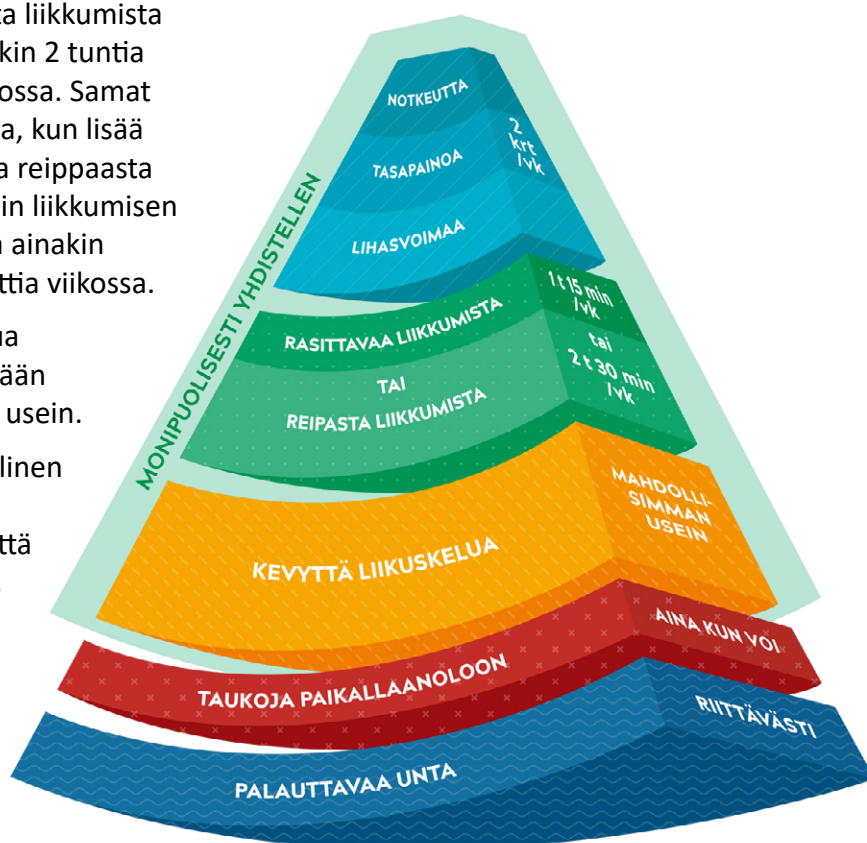 ta liikkumista
kin 2 tuntia
ossa. Samat
a, kun lisää
a reippaasta
in liikkumisen
ainakin
ttia viikossa.
ua
ään
usein.
linen
ttä
MONIPUOLISESTI YHDISTELLEN
NOTKEUTTA
TASAPAINOA
LIHASVOIMAA
2
krt
/vk
RASITTAVAA LIIKKUMISTA
TAI
REIPASTA LIIKKUMISTA
1 t 15 min
/vk
tai
2 t 30 min
/vk
KEVYTTÄ LIIKUSKELUA
MAHDOLLI-
SIMMAN
USEIN
TAUKOJA PAIKALLAANOLOON
AINA KUN VOI
PALAUTTAVAA UNTA
RIITTÄVÄSTI